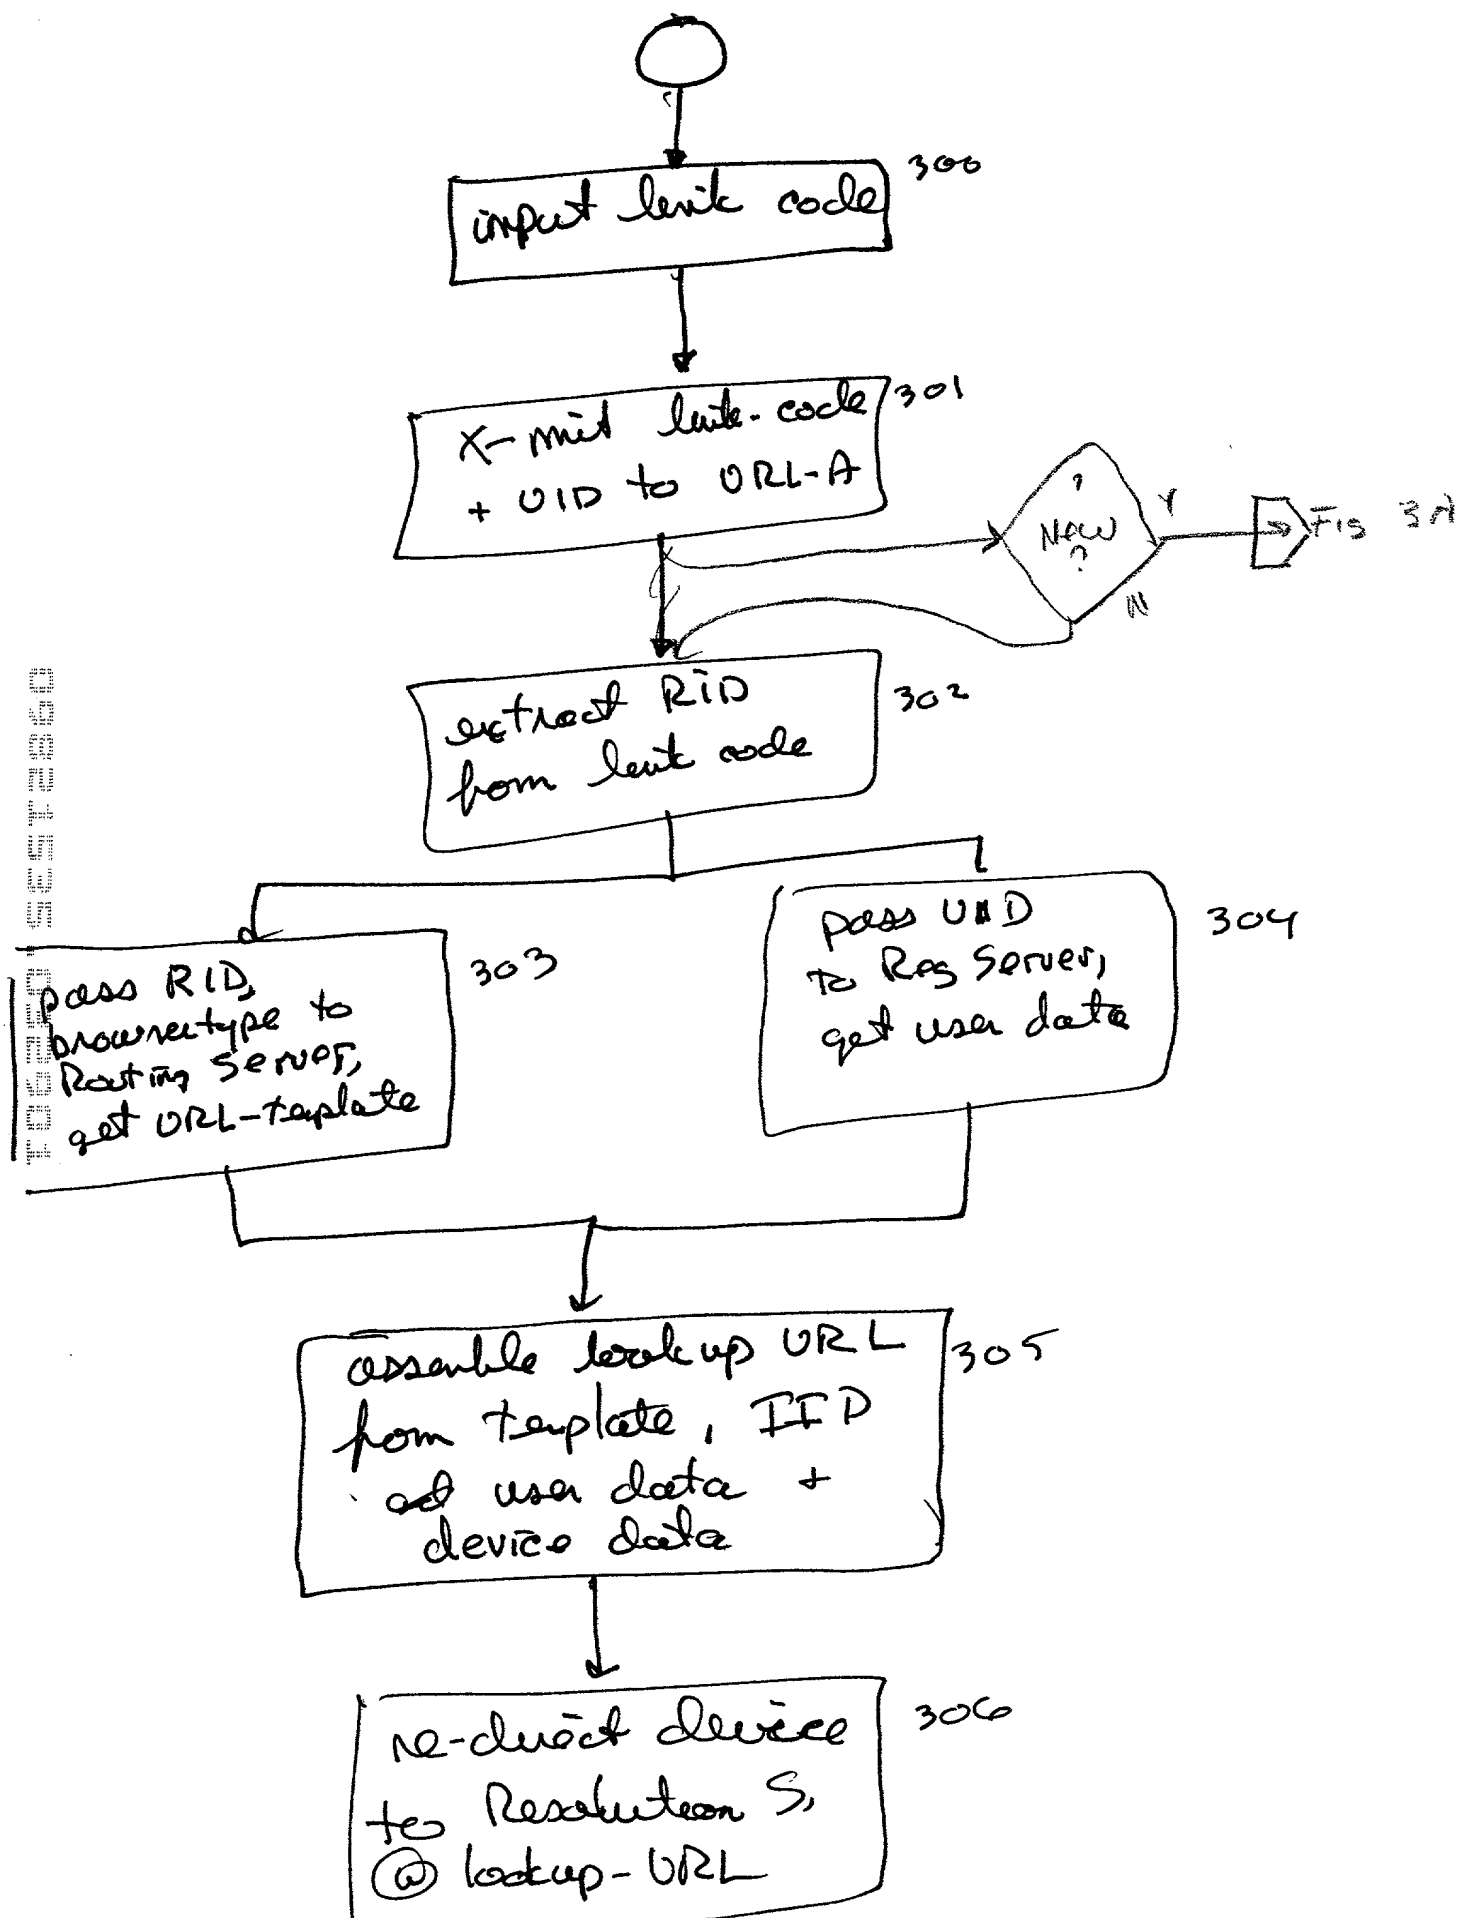 300
input link code
301
X-mit link-code
+ UID to URL-A
?
NEW
?
Y
Fig 3A
N
302
extract RID
from link code
303
pass RID,
browsertype to
Routing Server,
get URL-template
304
pass UID
to Reg Server,
get user data
305
assemble lookup URL
from template, IID
and user data +
device data
306
re-direct device
to Resolution S,
@ lookup-URL